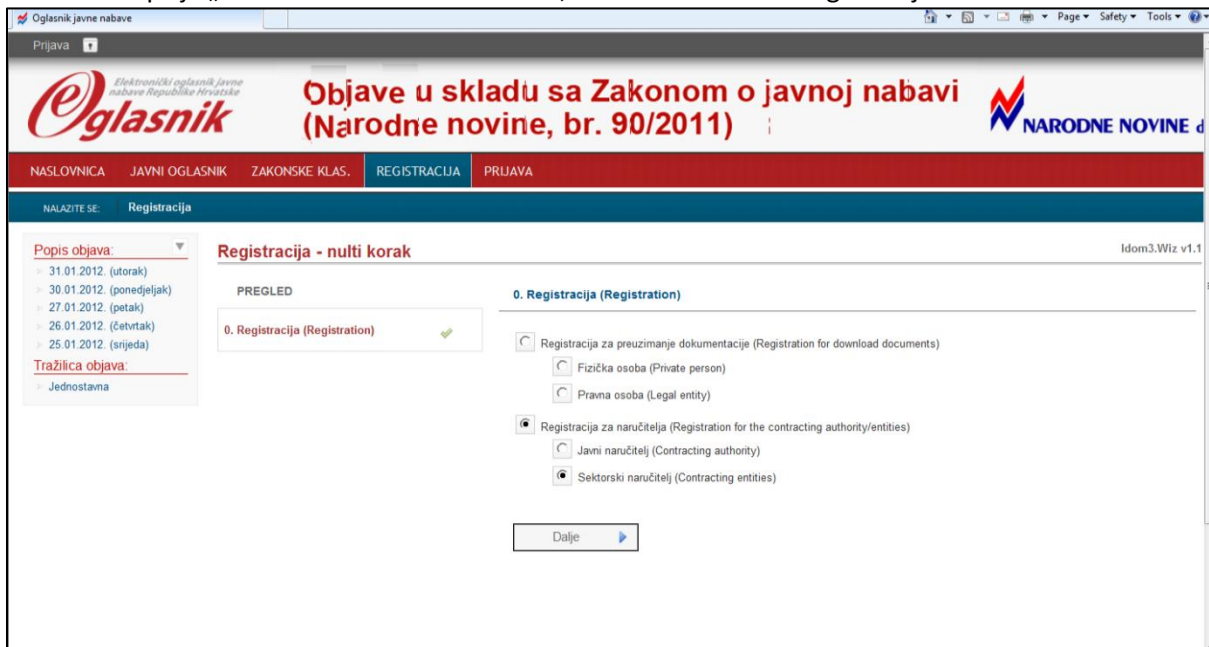 Oglasnik javne nabave
Page Safety Tools
Prijava
Elektronički oglasnik javne
nabave Republike Hrvatske
Oglasnik
Objave u skladu sa Zakonom o javnoj nabavi
(Narodne novine, br. 90/2011)
NARODNE NOVINE d
NASLOVNICA JAVNI OGLASNIK ZAKONSKE KLAS. REGISTRACIJA PRIJAVA
NALAZITE SE: Registracija
Popis objava:
31.01.2012. (utorak)
30.01.2012. (ponedjeljak)
27.01.2012. (petak)
26.01.2012. (četvrtak)
25.01.2012. (srijeda)
Tražilica objava:
Jednostavna
Registracija - nulti korak
Idom3.Wiz v1.1
PREGLED
0. Registracija (Registration)
0. Registracija (Registration)
Registracija za preuzimanje dokumentacije (Registration for download documents)
Fizička osoba (Private person)
Pravna osoba (Legal entity)
Registracija za naručitelja (Registration for the contracting authority/entities)
Javni naručitelj (Contracting authority)
Sektorski naručitelj (Contracting entities)
Dalje